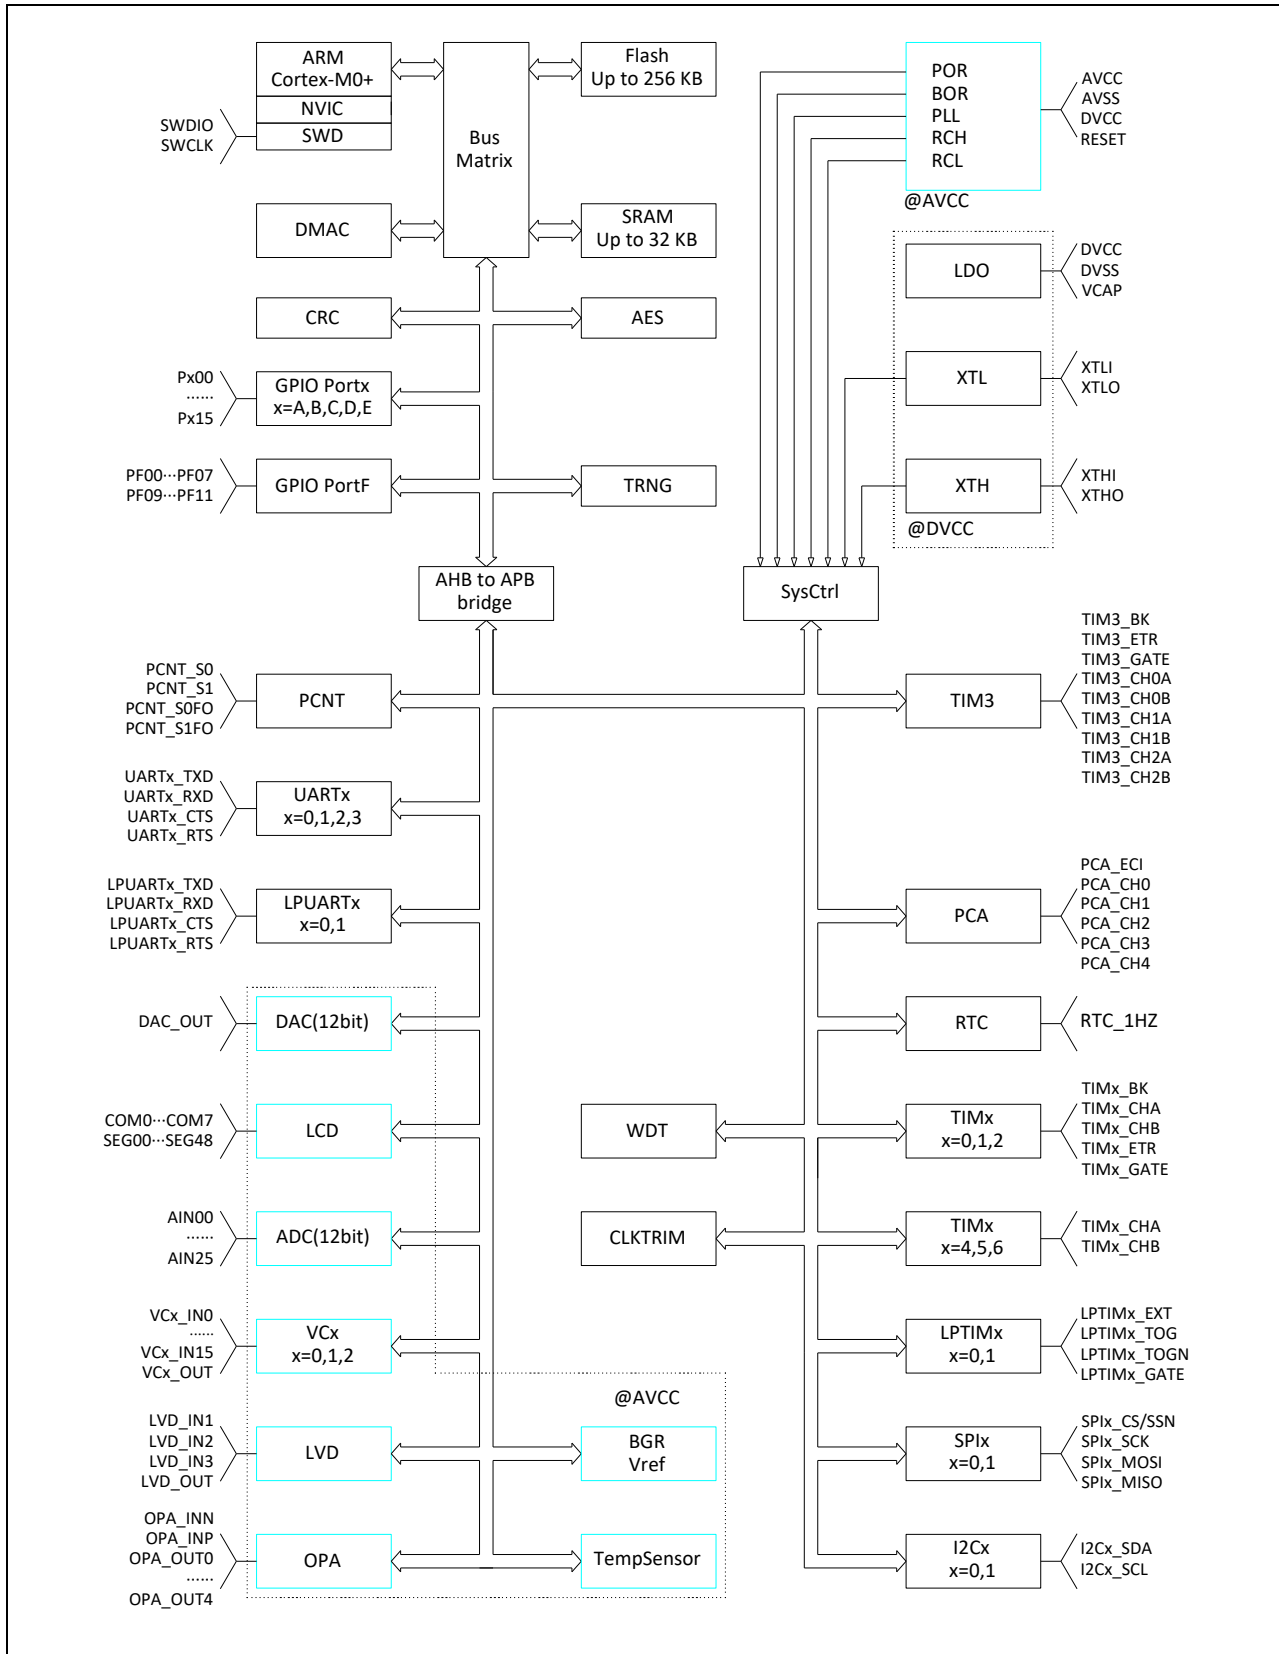 ARM
Cortex-M0+
NVIC
SWD
SWDIO
SWCLK
Bus
Matrix
Flash
Up to 256 KB
POR
BOR
PLL
RCH
RCL
@AVCC
AVCC
AVSS
DVCC
RESET
DMAC
SRAM
Up to 32 KB
LDO
DVCC
DVSS
VCAP
CRC
AES
Px00
······
Px15
GPIO Portx
x=A,B,C,D,E
XTL
XTLI
XTLO
PF00···PF07
PF09···PF11
GPIO PortF
TRNG
XTH
@DVCC
XTHI
XTHO
AHB to APB
bridge
SysCtrl
PCNT_S0
PCNT_S1
PCNT_S0FO
PCNT_S1FO
PCNT
TIM3
TIM3_BK
TIM3_ETR
TIM3_GATE
TIM3_CH0A
TIM3_CH0B
TIM3_CH1A
TIM3_CH1B
TIM3_CH2A
TIM3_CH2B
UARTx_TXD
UARTx_RXD
UARTx_CTS
UARTx_RTS
UARTx
x=0,1,2,3
LPUARTx_TXD
LPUARTx_RXD
LPUARTx_CTS
LPUARTx_RTS
LPUARTx
x=0,1
PCA
PCA_ECI
PCA_CH0
PCA_CH1
PCA_CH2
PCA_CH3
PCA_CH4
DAC_OUT
DAC(12bit)
RTC
RTC_1HZ
COM0···COM7
SEG00···SEG48
LCD
WDT
TIMx
x=0,1,2
TIMx_BK
TIMx_CHA
TIMx_CHB
TIMx_ETR
TIMx_GATE
AIN00
······
AIN25
ADC(12bit)
CLKTRIM
TIMx
x=4,5,6
TIMx_CHA
TIMx_CHB
VCx_IN0
······
VCx_IN15
VCx_OUT
VCx
x=0,1,2
LPTIMx
x=0,1
LPTIMx_EXT
LPTIMx_TOG
LPTIMx_TOGN
LPTIMx_GATE
@AVCC
LVD_IN1
LVD_IN2
LVD_IN3
LVD_OUT
LVD
BGR
Vref
SPIx
x=0,1
SPIx_CS/SSN
SPIx_SCK
SPIx_MOSI
SPIx_MISO
OPA_INN
OPA_INP
OPA_OUT0
······
OPA_OUT4
OPA
TempSensor
I2Cx
x=0,1
I2Cx_SDA
I2Cx_SCL